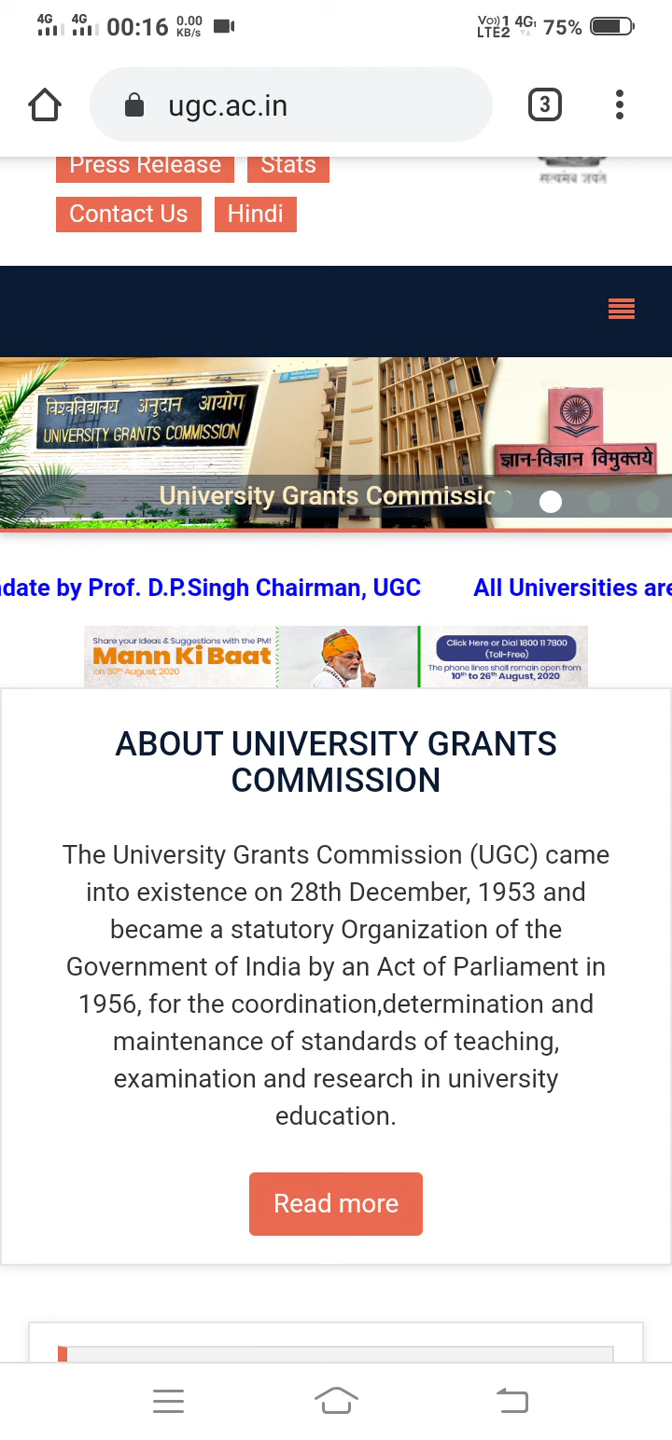 4G 4G 00:16 0.00 KB/s Vo)) 1 LTE2 4G 75%
ugc.ac.in 3
Press Release Stats
सत्यमेव जयते
Contact Us Hindi
विश्वविद्यालय अनुदान आयोग
UNIVERSITY GRANTS COMMISSION
ज्ञान-विज्ञान विमुक्तये
University Grants Commission
ndate by Prof. D.P.Singh Chairman, UGC All Universities are
Share your Ideas & Suggestions with the PM!
Mann Ki Baat
on 30th August, 2020
Click Here or Dial 1800 11 7800
(Toll-Free)
The phone lines shall remain open from
10th to 26th August, 2020
ABOUT UNIVERSITY GRANTS
COMMISSION
The University Grants Commission (UGC) came
into existence on 28th December, 1953 and
became a statutory Organization of the
Government of India by an Act of Parliament in
1956, for the coordination,determination and
maintenance of standards of teaching,
examination and research in university
education.
Read more